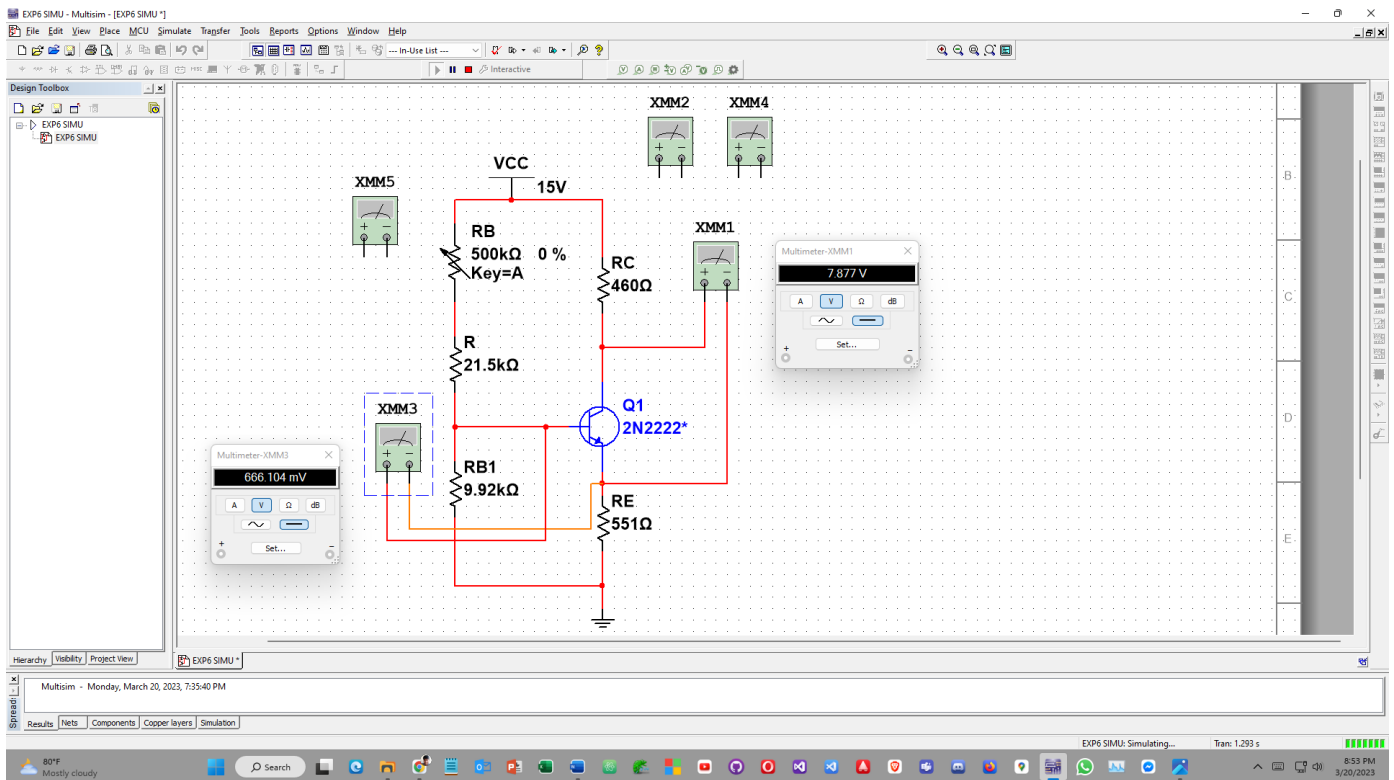 EXP6 SIMU - Multisim - [EXP6 SIMU *]
File Edit View Place MCU Simulate Transfer Tools Reports Options Window Help
--- In-Use List ---
Interactive
Design Toolbox
EXP6 SIMU
EXP6 SIMU
Hierarchy Visibility Project View
XMM2 XMM4
VCC
15V
XMM5
RB
500kΩ 0 %
Key=A
RC
460Ω
XMM1
Multimeter-XMM1
7.877 V
A V Ω dB
Set...
+ -
R
21.5kΩ
XMM3
Q1
2N2222*
Multimeter-XMM3
666.104 mV
A V Ω dB
Set...
+ -
RB1
9.92kΩ
RE
551Ω
B
C
D
E
EXP6 SIMU *
Multisim - Monday, March 20, 2023, 7:35:40 PM
Results Nets Components Copper layers Simulation
EXP6 SIMU: Simulating... Tran: 1.293 s
80°F
Mostly cloudy
Search
8:53 PM
3/20/2023